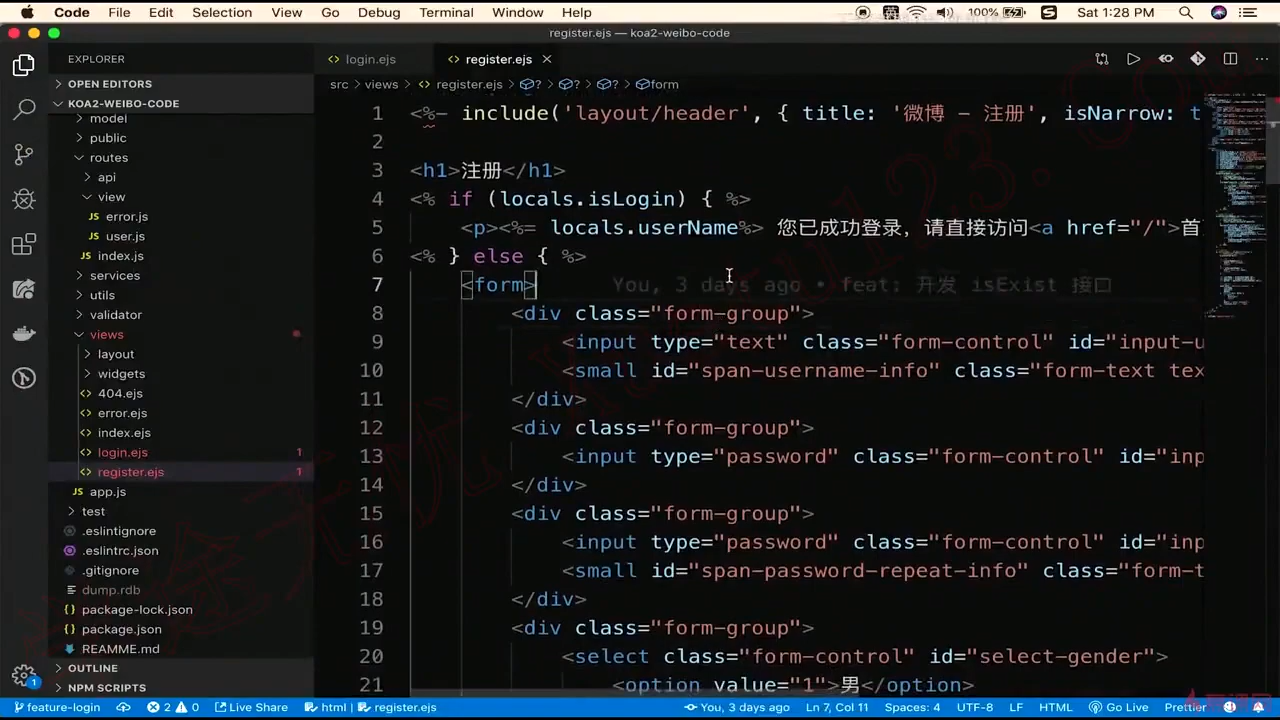 Code File Edit Selection View Go Debug Terminal Window Help 100% Sat 1:28 PM
register.ejs — koa2-weibo-code
EXPLORER
OPEN EDITORS
KOA2-WEIBO-CODE
model
public
routes
api
view
error.js
user.js
index.js
services
utils
validator
views
layout
widgets
404.ejs
error.ejs
index.ejs
login.ejs 1
register.ejs 1
app.js
test
.eslintignore
.eslintrc.json
.gitignore
dump.rdb
package-lock.json
package.json
REAMME.md
OUTLINE
NPM SCRIPTS
login.ejs register.ejs
src > views > register.ejs > ? > ? > ? > form
1 <%- include('layout/header', { title: '微博 - 注册', isNarrow: t
2
3 <h1>注册</h1>
4 <% if (locals.isLogin) { %>
5 <p><%= locals.userName%> 您已成功登录，请直接访问<a href="/">首
6 <% } else { %>
7 <form> You, 3 days ago • feat: 开发 isExist 接口
8 <div class="form-group">
9 <input type="text" class="form-control" id="input-u
10 <small id="span-username-info" class="form-text tex
11 </div>
12 <div class="form-group">
13 <input type="password" class="form-control" id="inp
14 </div>
15 <div class="form-group">
16 <input type="password" class="form-control" id="inp
17 <small id="span-password-repeat-info" class="form-t
18 </div>
19 <div class="form-group">
20 <select class="form-control" id="select-gender">
21 <option value="1">男</option>
1 feature-login 2 0 Live Share html register.ejs You, 3 days ago Ln 7, Col 11 Spaces: 4 UTF-8 LF HTML Go Live Prettier